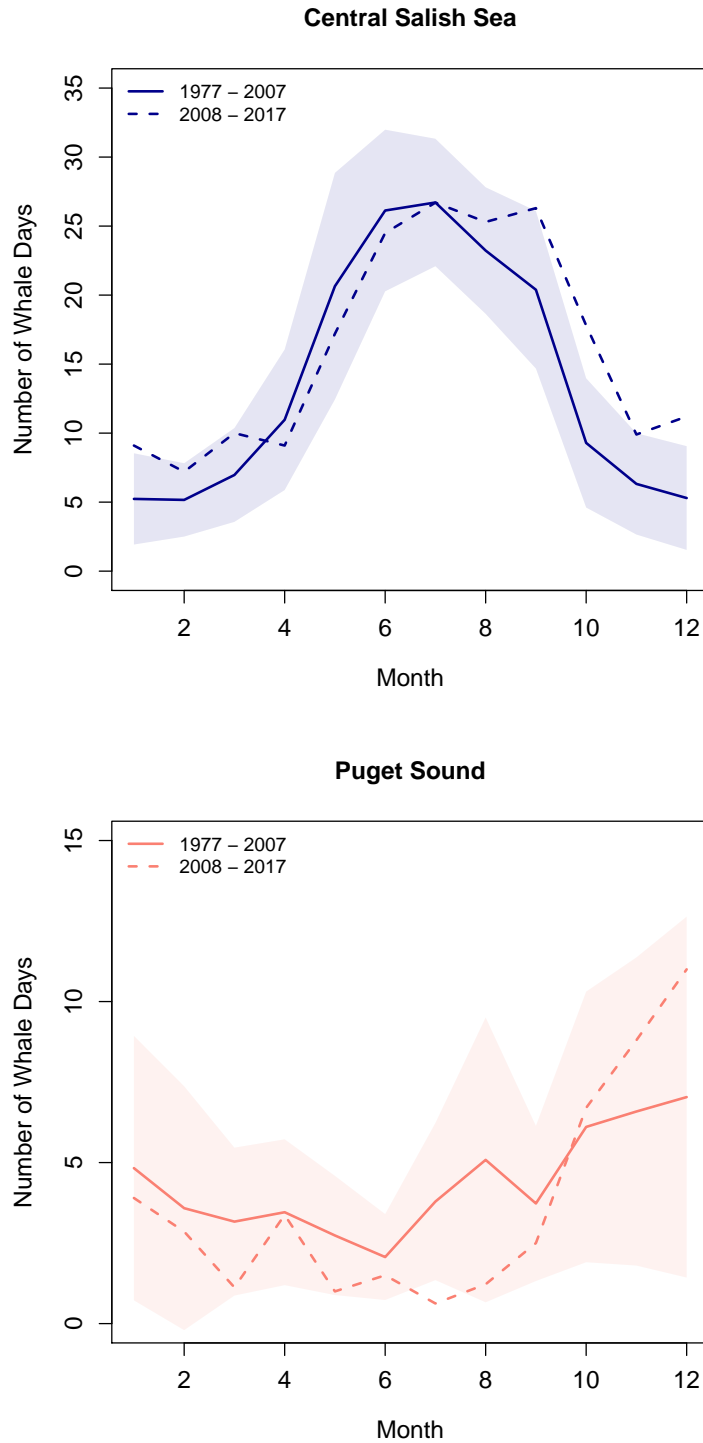 Central Salish Sea
1977 – 2007
2008 – 2017
35
30
25
20
15
10
5
0
Number of Whale Days
2 4 6 8 10 12
Month
Puget Sound
1977 – 2007
2008 – 2017
15
10
5
0
Number of Whale Days
2 4 6 8 10 12
Month